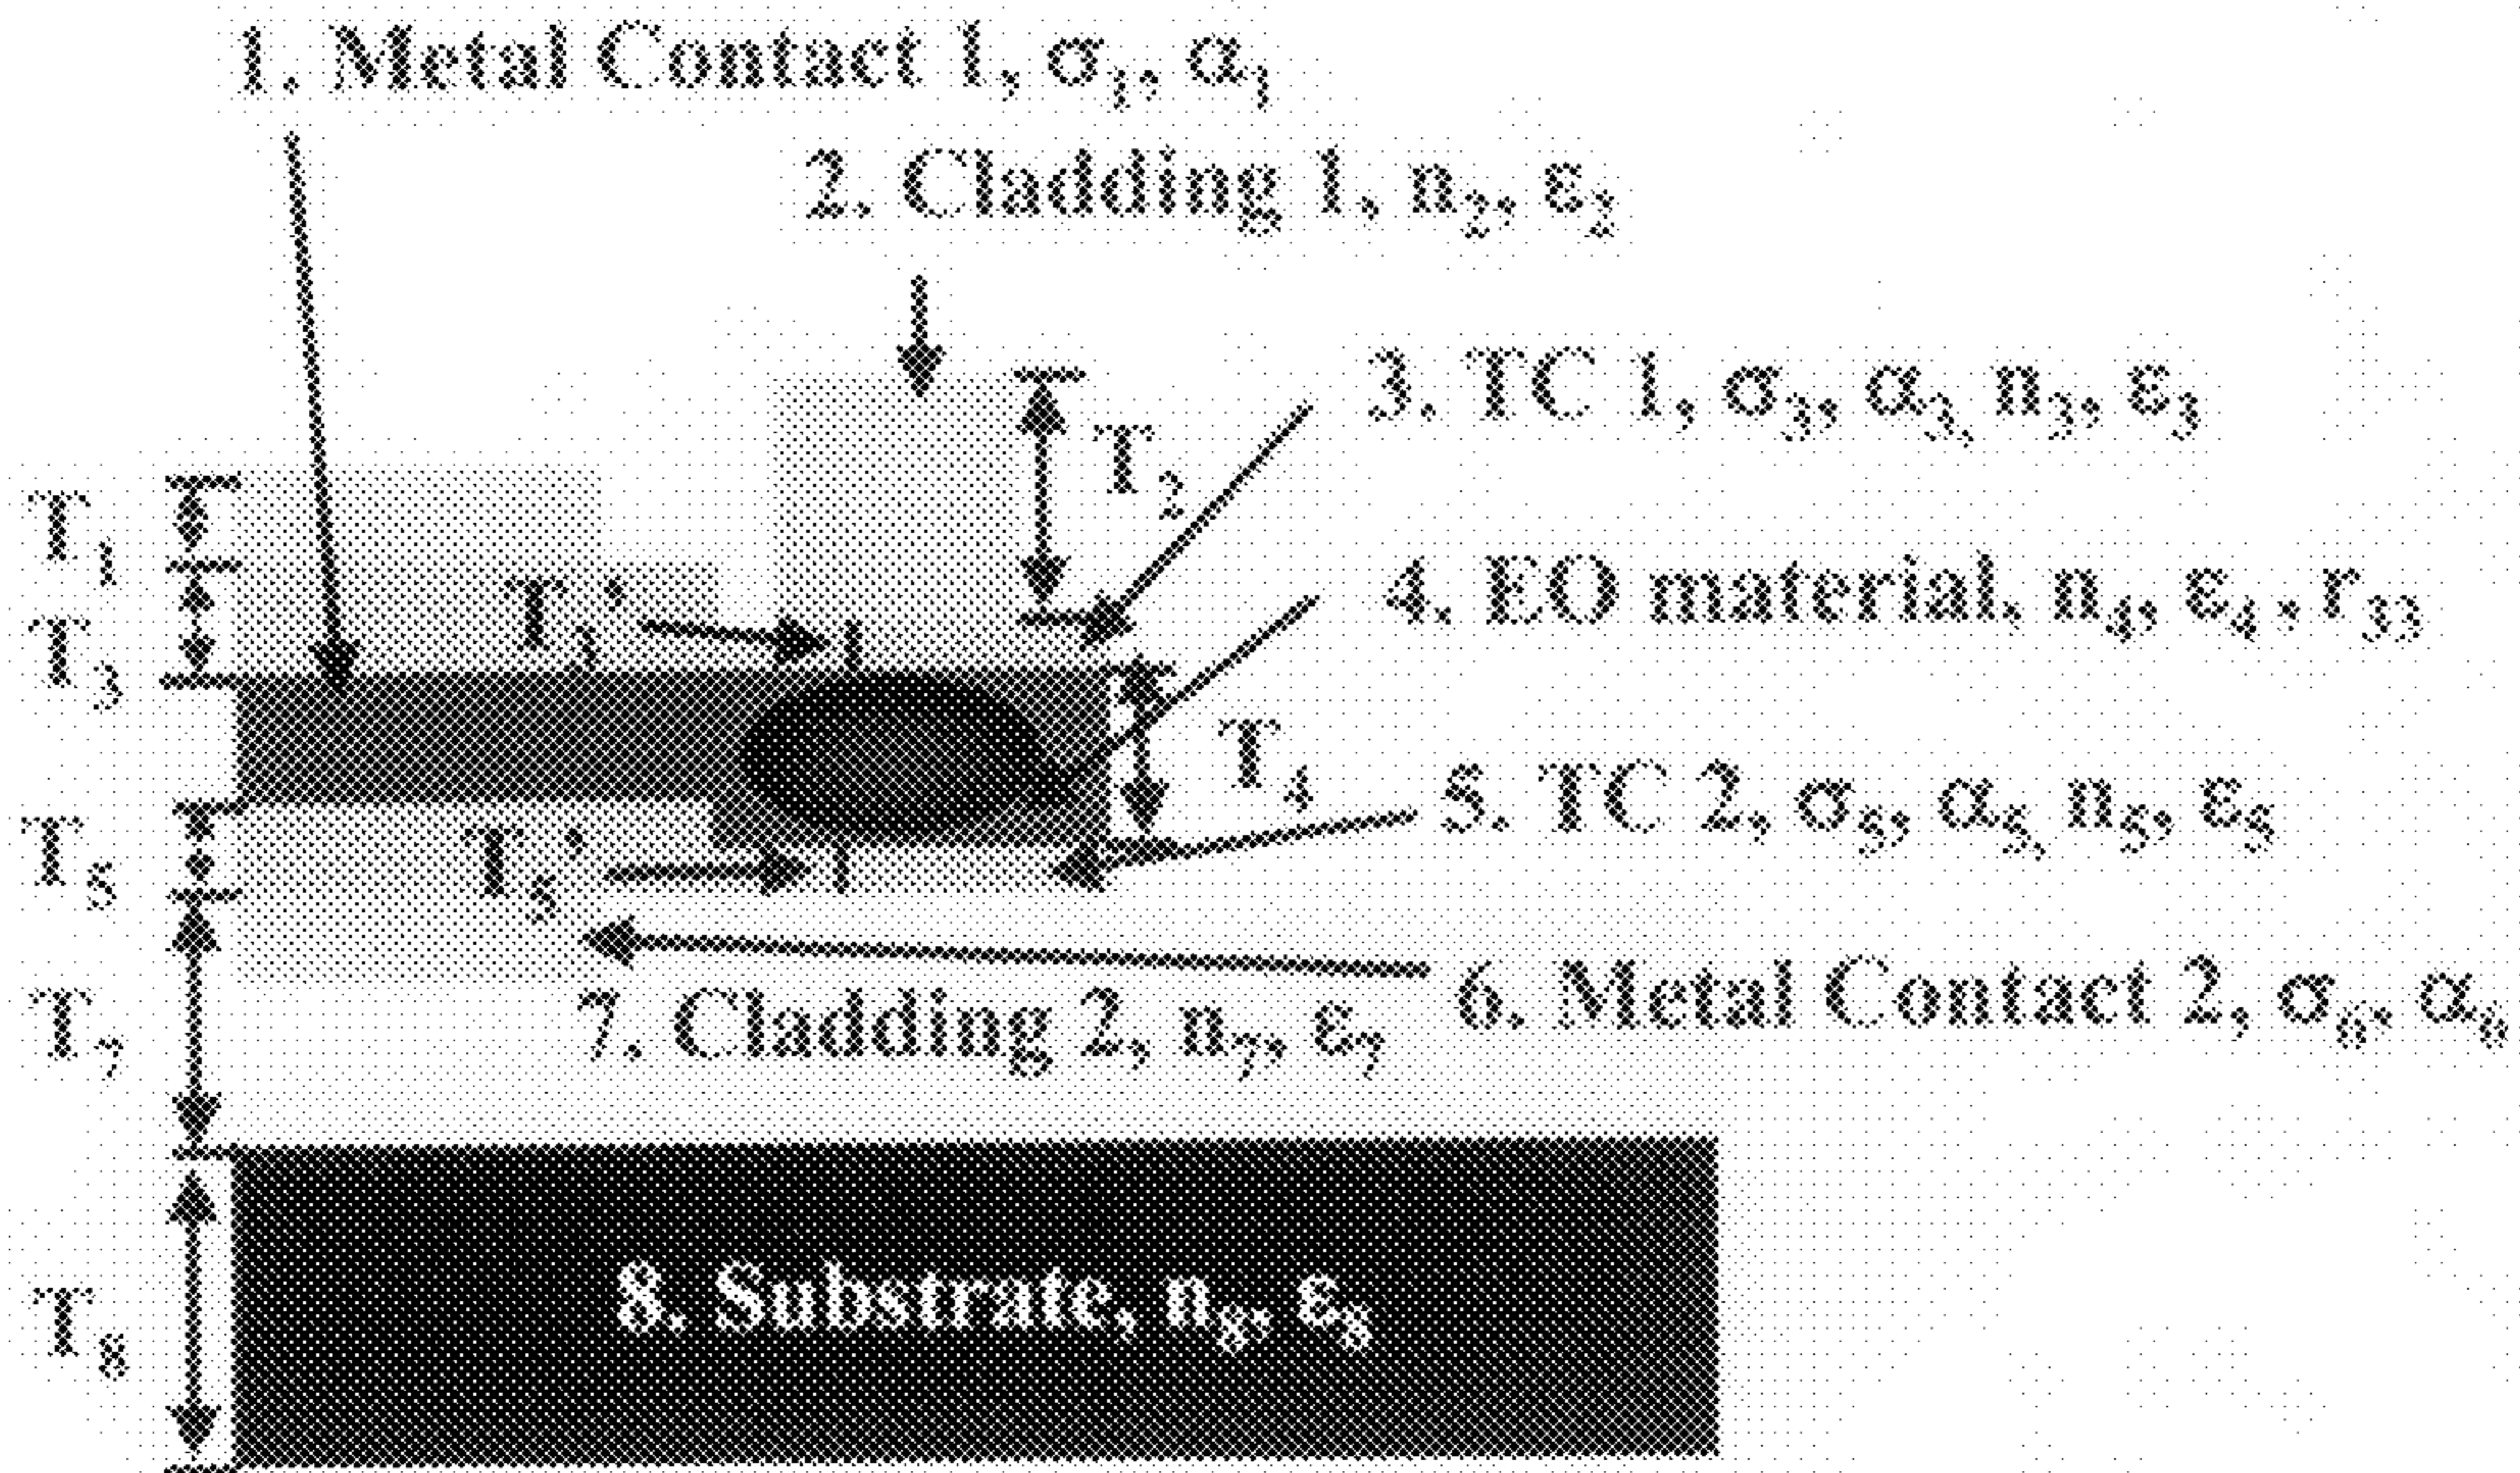 1. Metal Contact 1, σ₁, α₁
2. Cladding 1, n₂, ε₂
3. TC 1, σ₃, α₃, n₃, ε₃
T₂
T₁
4. EO material, n₄, ε₄, r₃₃
T₃'
T₃
T₄
5. TC 2, σ₅, α₅, n₅, ε₅
T₅
T₅'
6. Metal Contact 2, σ₆, α₆
7. Cladding 2, n₇, ε₇
T₇
8. Substrate, n₈, ε₈
T₈